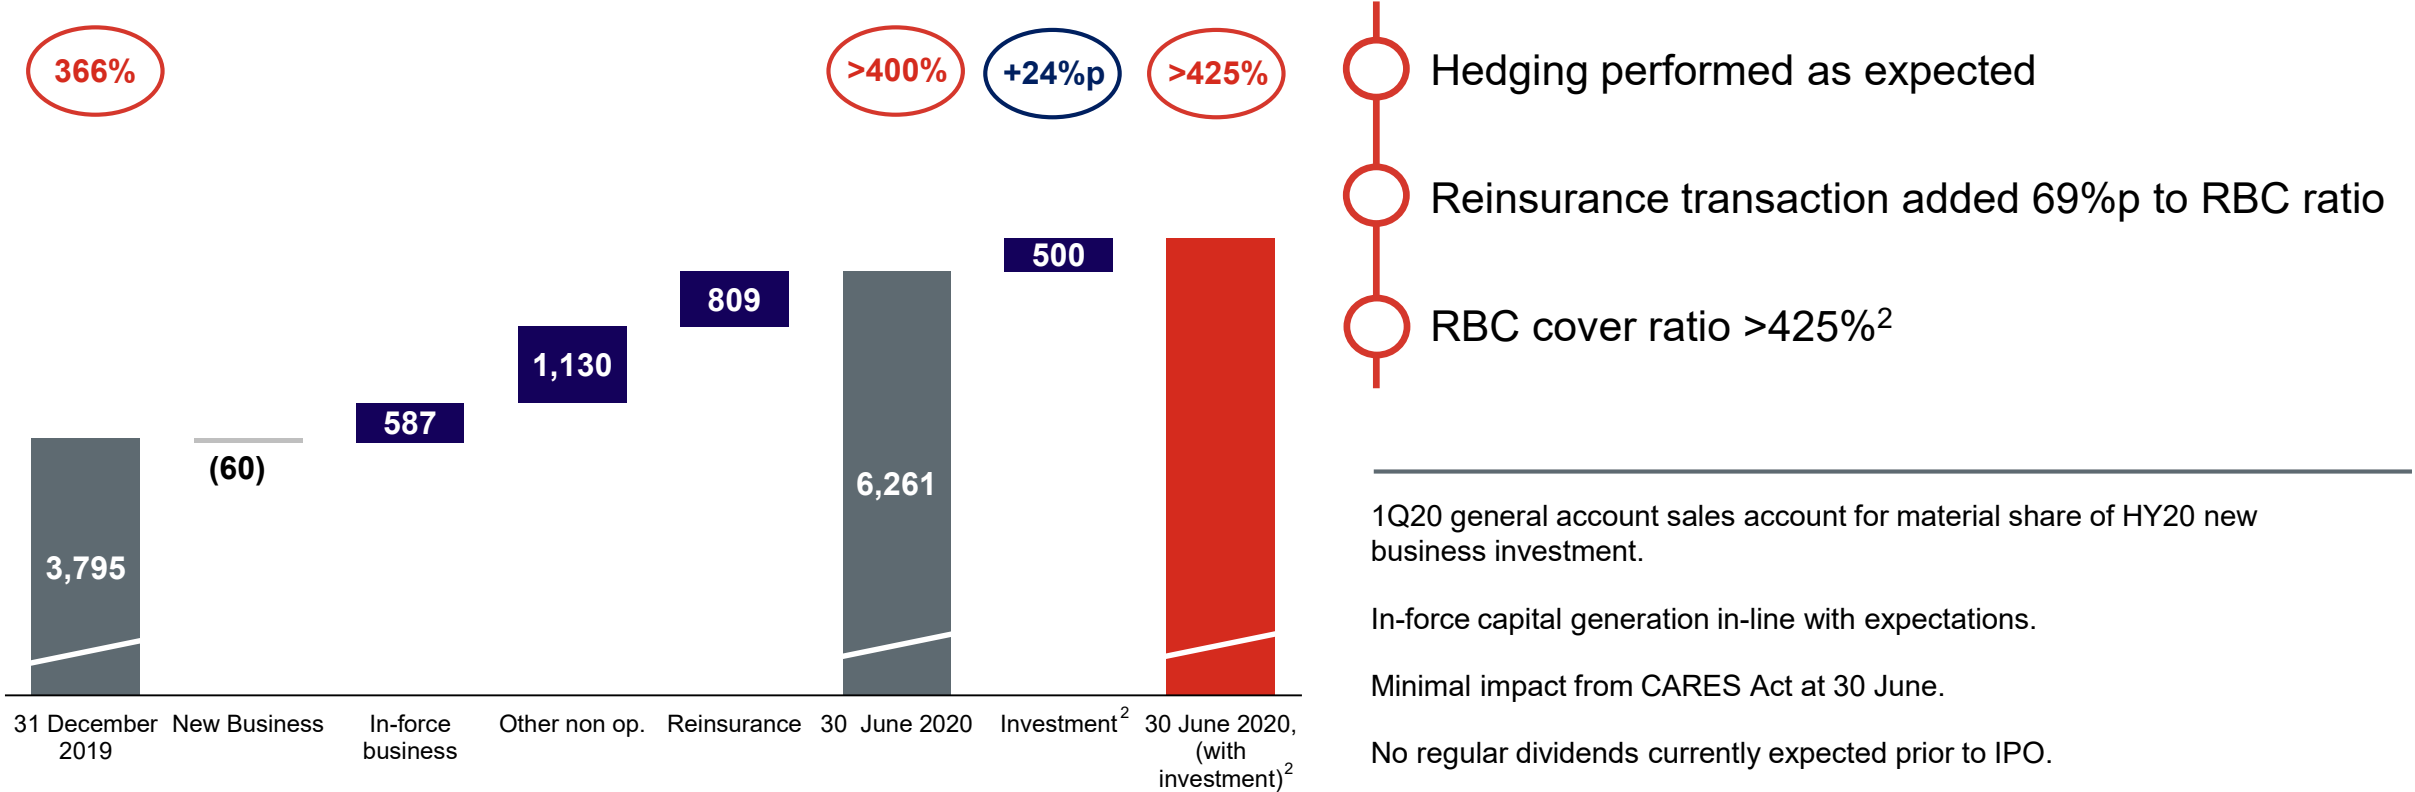 366%
>400%
+24%p
>425%
3,795
(60)
587
1,130
809
6,261
500
31 December
2019
New Business
In-force
business
Other non op.
Reinsurance
30 June 2020
Investment²
30 June 2020,
(with
investment)²
Hedging performed as expected
Reinsurance transaction added 69%p to RBC ratio
RBC cover ratio >425%²
1Q20 general account sales account for material share of HY20 new
business investment.
In-force capital generation in-line with expectations.
Minimal impact from CARES Act at 30 June.
No regular dividends currently expected prior to IPO.